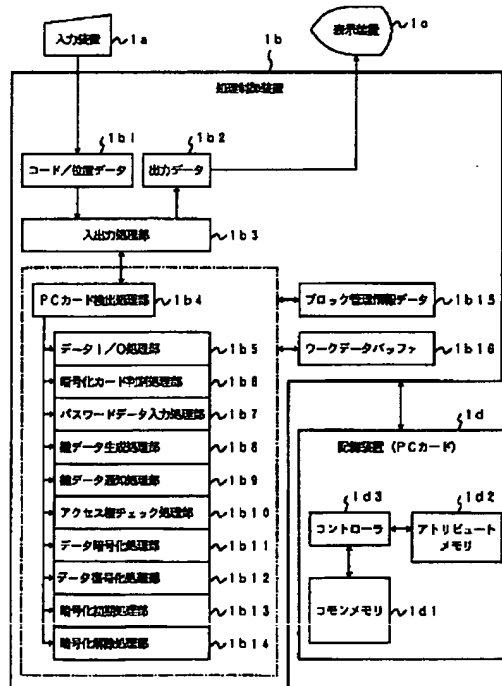 入力装置
1a
表示装置
1c
1b
処理制御装置
1b1
コード／位置データ
1b2
出力データ
入出力処理部
1b3
PCカード検出処理部
1b4
ブロック管理情報データ
1b15
データI／O処理部
1b5
ワークデータバッファ
1b16
暗号化カード判別処理部
1b6
パスワードデータ入力処理部
1b7
鍵データ生成処理部
1b8
鍵データ通知処理部
1b9
アクセス権チェック処理部
1b10
データ暗号化処理部
1b11
データ復号化処理部
1b12
暗号化初期処理部
1b13
暗号化解除処理部
1b14
1d
記憶装置（PCカード）
1d3
コントローラ
1d2
アトリビュート
メモリ
コモンメモリ
1d1